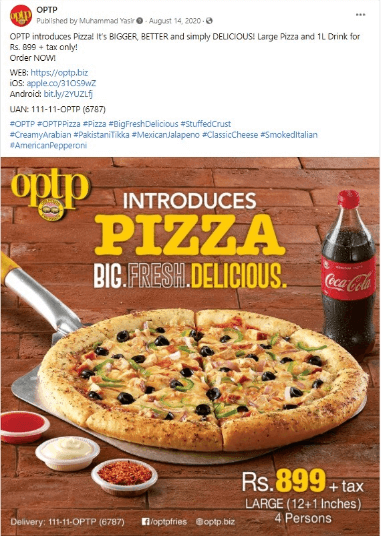 OPTP
Published by Muhammad Yasir · August 14, 2020 ·
OPTP introduces Pizza! It's BIGGER, BETTER and simply DELICIOUS! Large Pizza and 1L Drink for
Rs. 899 + tax only!
Order NOW!
WEB: https://optp.biz
iOS: apple.co/31OS9wZ
Android: bit.ly/2YUZLfj
UAN: 111-11-OPTP (6787)
#OPTP #OPTPPizza #Pizza #BigFreshDelicious #StuffedCrust
#CreamyArabian #PakistaniTikka #MexicanJalapeno #ClassicCheese #SmokedItalian
#AmericanPepperoni
optp
INTRODUCES
PIZZA
BIG.FRESH.DELICIOUS.
Coca-Cola
Rs.899 + tax
LARGE (12+1 Inches)
4 Persons
Delivery: 111-11-OPTP (6787) f/optpfries @optp.biz